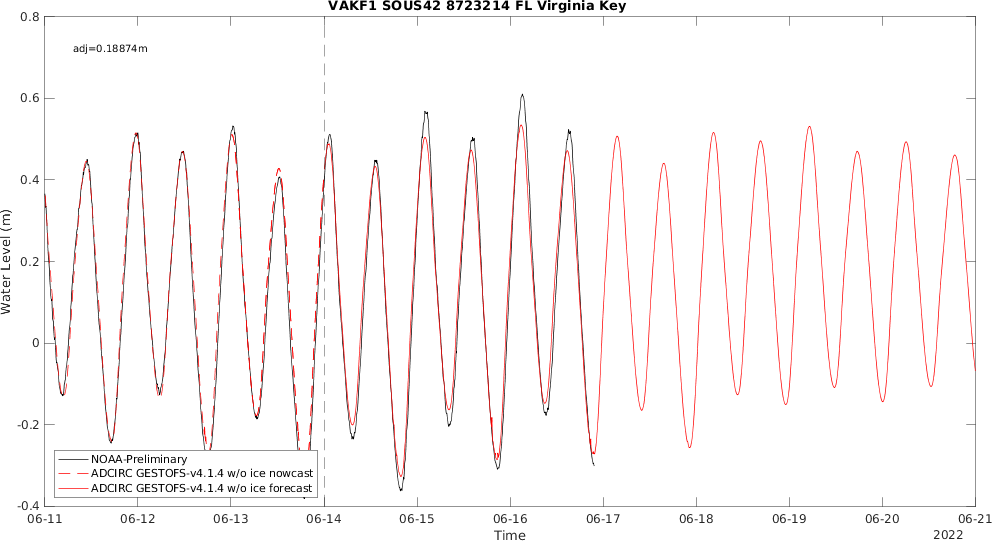 VAKF1 SOUS42 8723214 FL Virginia Key
adj=0.18874m
Water Level (m)
0.8
0.6
0.4
0.2
0
-0.2
-0.4
NOAA-Preliminary
ADCIRC GESTOFS-v4.1.4 w/o ice nowcast
ADCIRC GESTOFS-v4.1.4 w/o ice forecast
06-11 06-12 06-13 06-14 06-15 06-16 06-17 06-18 06-19 06-20 06-21
Time
2022